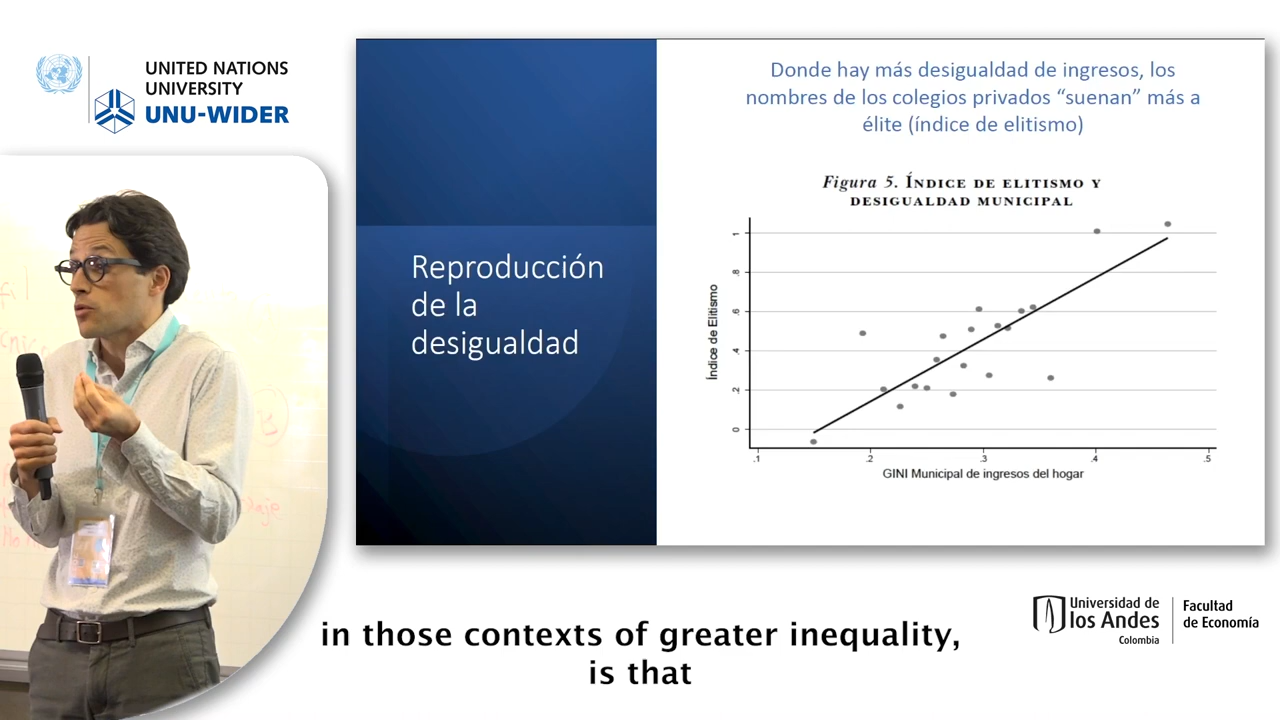 UNITED NATIONS
UNIVERSITY
UNU-WIDER
Donde hay más desigualdad de ingresos, los
nombres de los colegios privados “suenan” más a
élite (índice de elitismo)
Reproducción
de la
desigualdad
Figura 5. ÍNDICE DE ELITISMO Y
DESIGUALDAD MUNICIPAL
Índice de Elitismo
1
.8
.6
.4
.2
0
.1 .2 .3 .4 .5
GINI Municipal de ingresos del hogar
in those contexts of greater inequality,
is that
Universidad de
los Andes
Colombia
Facultad
de Economía